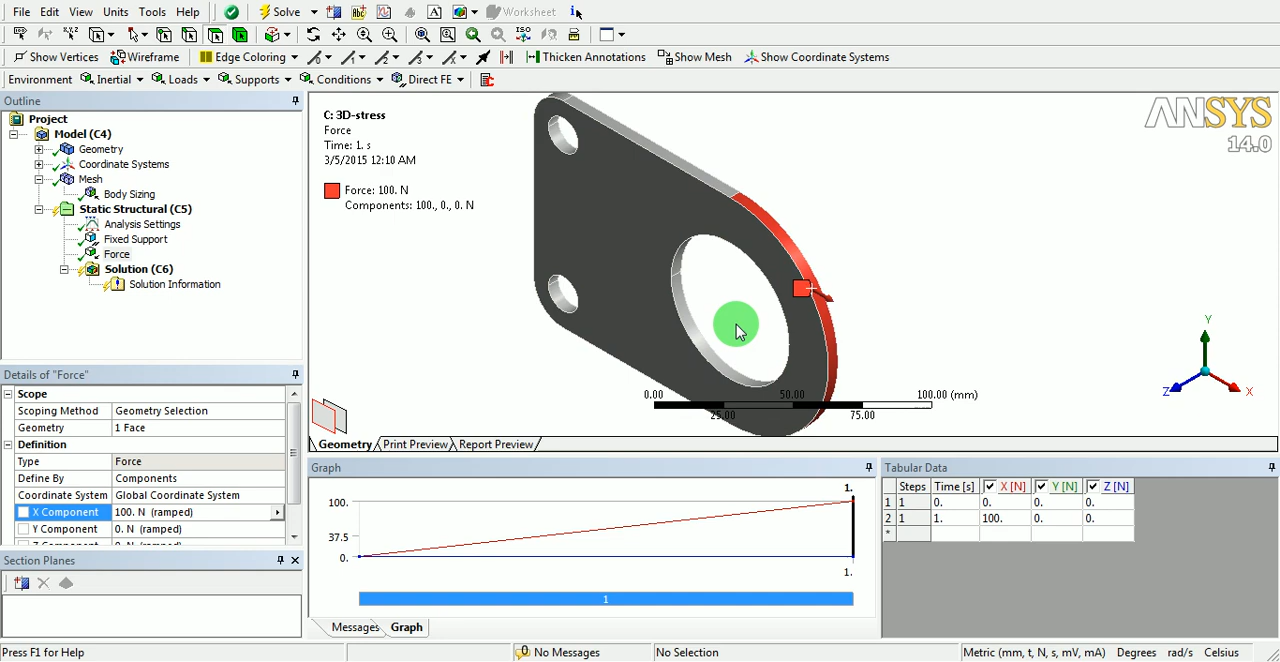 File Edit View Units Tools Help Solve Worksheet
Show Vertices Wireframe Edge Coloring Thicken Annotations Show Mesh Show Coordinate Systems
Environment Inertial Loads Supports Conditions Direct FE
Outline
Project
Model (C4)
Geometry
Coordinate Systems
Mesh
Body Sizing
Static Structural (C5)
Analysis Settings
Fixed Support
Force
Solution (C6)
Solution Information
C: 3D-stress
Force
Time: 1. s
3/5/2015 12:10 AM
Force: 100. N
Components: 100., 0., 0. N
ANSYS
14.0
Y
Z X
0.00 50.00 100.00 (mm)
25.00 75.00
Geometry Print Preview Report Preview
Details of "Force"
Scope
Scoping Method Geometry Selection
Geometry 1 Face
Definition
Type Force
Define By Components
Coordinate System Global Coordinate System
X Component 100. N (ramped)
Y Component 0. N (ramped)
Z Component 0. N (ramped)
Section Planes
Graph
1.
100.
37.5
0.
1.
1
Messages Graph
Tabular Data
Steps Time [s] X [N] Y [N] Z [N]
1 1 0. 0. 0. 0.
2 1 1. 100. 0. 0.
*
Press F1 for Help 0 No Messages No Selection Metric (mm, t, N, s, mV, mA) Degrees rad/s Celsius